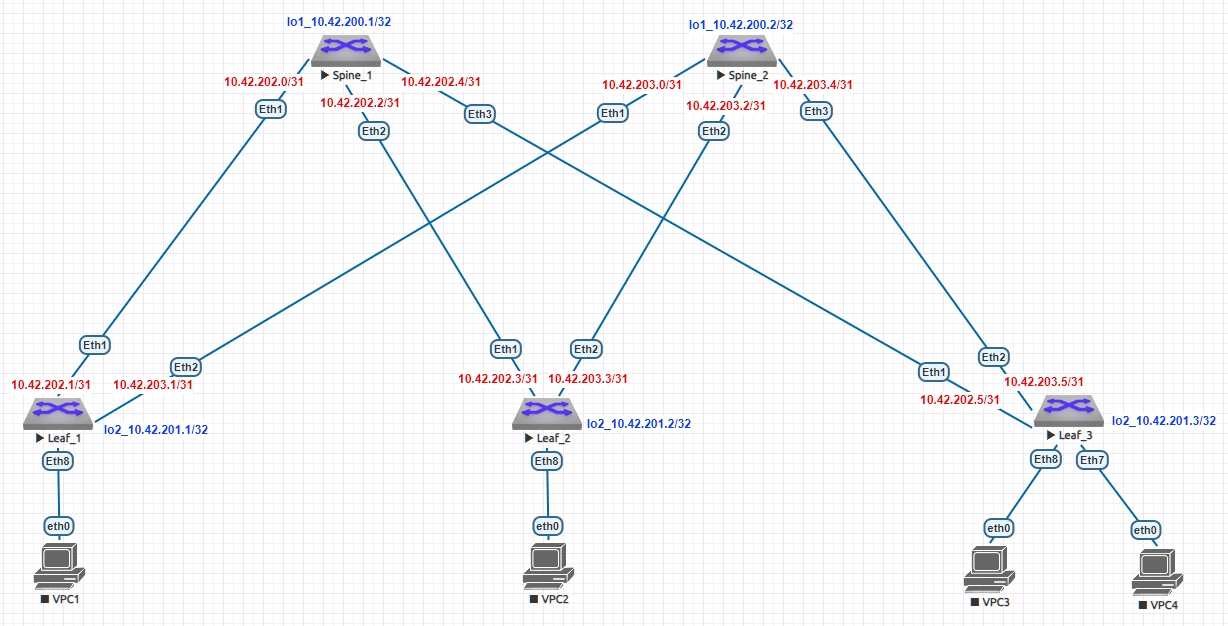 lo1_10.42.200.1/32
lo1_10.42.200.2/32
Spine_1
Spine_2
10.42.202.0/31
10.42.202.4/31
10.42.203.0/31
10.42.203.4/31
10.42.202.2/31
10.42.203.2/31
Eth1
Eth3
Eth1
Eth3
Eth2
Eth2
Eth1
Eth1
Eth2
Eth2
Eth2
Eth1
10.42.202.1/31
10.42.203.1/31
10.42.202.3/31
10.42.203.3/31
10.42.203.5/31
10.42.202.5/31
lo2_10.42.201.1/32
lo2_10.42.201.2/32
lo2_10.42.201.3/32
Leaf_1
Leaf_2
Leaf_3
Eth8
Eth8
Eth8
Eth7
eth0
eth0
eth0
eth0
VPC1
VPC2
VPC3
VPC4